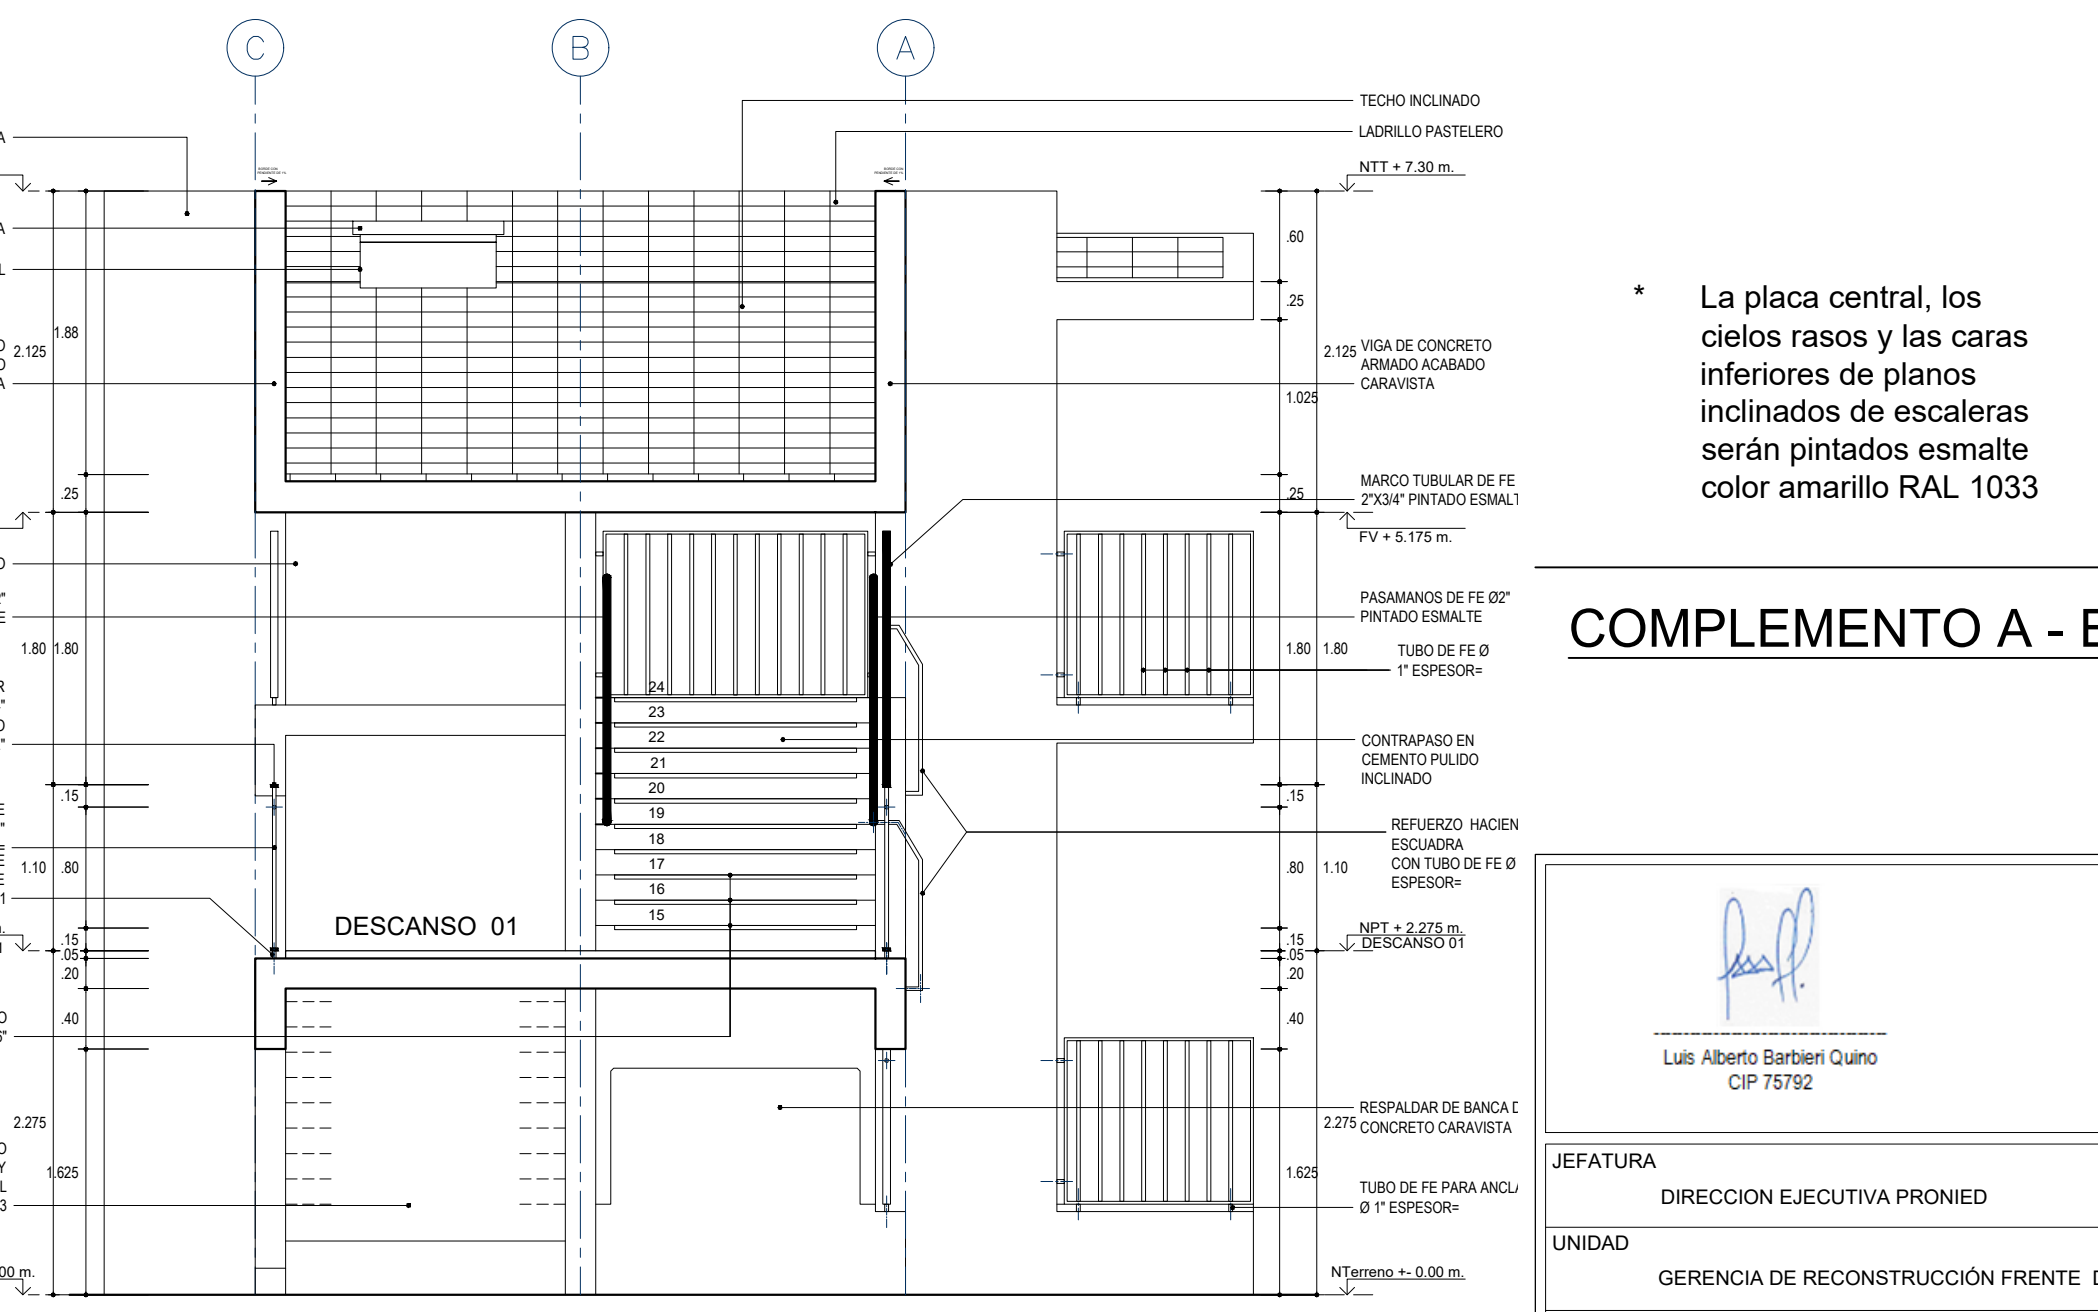 C
B
A
TECHO INCLINADO
LADRILLO PASTELERO
NTT + 7.30 m.
A
A
L
O
O
A
2.125
1.88
.25
O
"
E
1.80
1.80
R
"
O
"
.15
E
"
E
E
E
1
1.10
.80
.15
.05
.20
.40
O
2.275
O
Y
L
3
1.625
00 m.
.60
.25
2.125
1.025
VIGA DE CONCRETO
ARMADO ACABADO
CARAVISTA
MARCO TUBULAR DE FE
2"X3/4" PINTADO ESMALT
.25
FV + 5.175 m.
PASAMANOS DE FE Ø2"
PINTADO ESMALTE
1.80
1.80
TUBO DE FE Ø
1" ESPESOR=
24
23
22
21
20
19
18
17
16
15
CONTRAPASO EN
CEMENTO PULIDO
INCLINADO
.15
REFUERZO HACIEN
ESCUADRA
CON TUBO DE FE Ø
ESPESOR=
.80
1.10
DESCANSO 01
NPT + 2.275 m.
DESCANSO 01
.15
.05
.20
.40
RESPALDAR DE BANCA D
CONCRETO CARAVISTA
2.275
1.625
TUBO DE FE PARA ANCLA
Ø 1" ESPESOR=
NTerreno +- 0.00 m.
* La placa central, los
cielos rasos y las caras
inferiores de planos
inclinados de escaleras
serán pintados esmalte
color amarillo RAL 1033
COMPLEMENTO A - E
Luis Alberto Barbieri Quino
CIP 75792
JEFATURA
DIRECCION EJECUTIVA PRONIED
UNIDAD
GERENCIA DE RECONSTRUCCIÓN FRENTE D